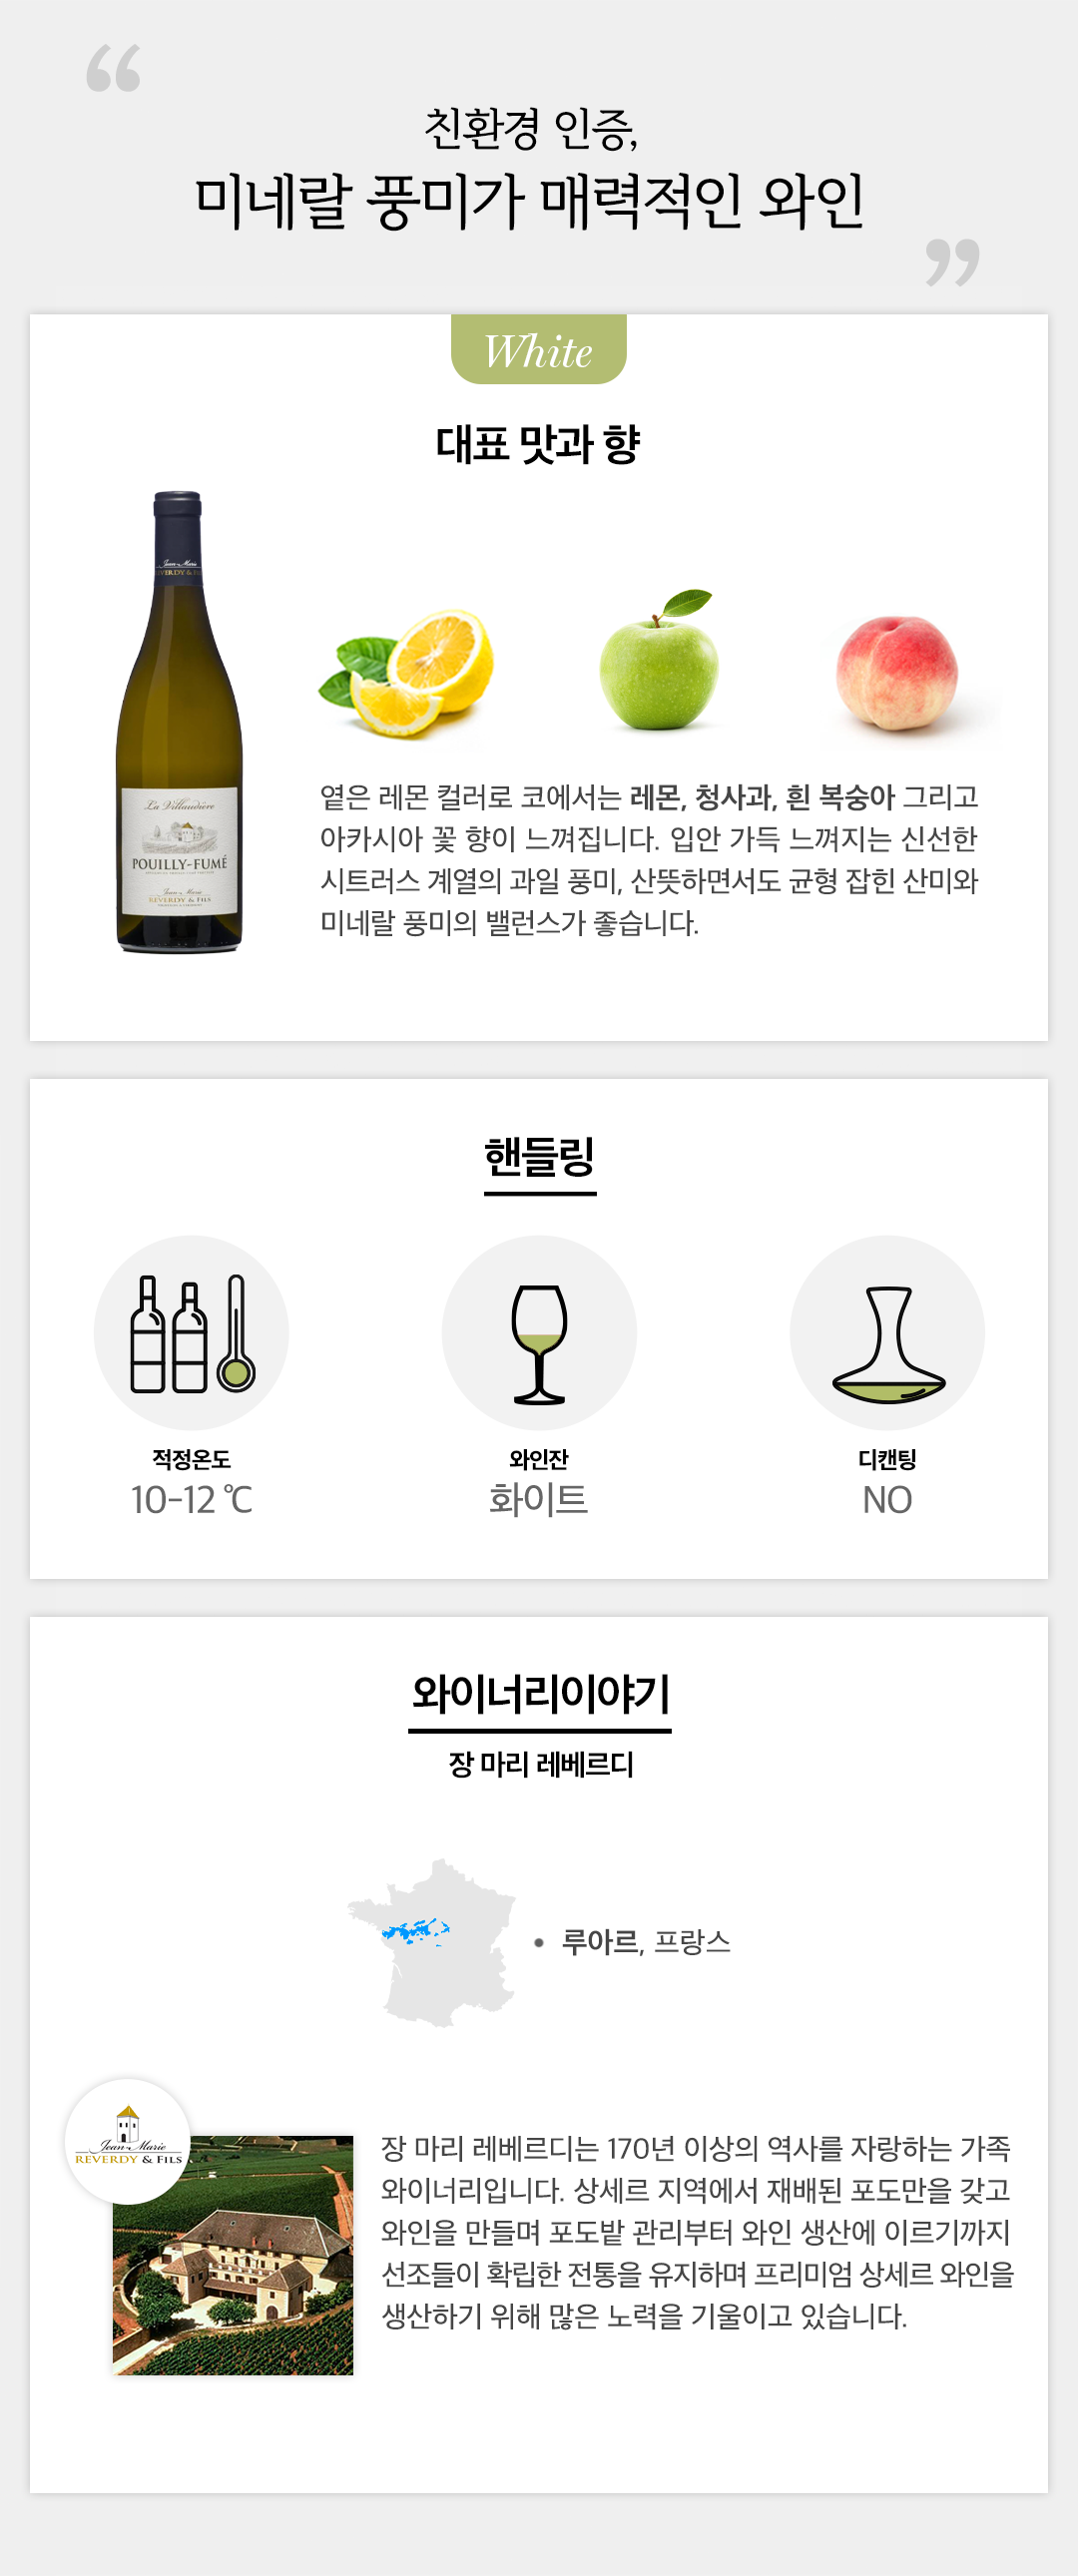 “
친환경 인증,
미네랄 풍미가 매력적인 와인
”
White
대표 맛과 향
Jean-Marie
REVERDY & FILS
La Villaudière
POUILLY-FUMÉ
Jean-Marie
REVERDY & FILS
옅은 레몬 컬러로 코에서는 레몬, 청사과, 흰 복숭아 그리고
아카시아 꽃 향이 느껴집니다. 입안 가득 느껴지는 신선한
시트러스 계열의 과일 풍미, 산뜻하면서도 균형 잡힌 산미와
미네랄 풍미의 밸런스가 좋습니다.
핸들링
적정온도
10-12 ℃
와인잔
화이트
디캔팅
NO
와이너리이야기
장 마리 레베르디
• 루아르, 프랑스
Jean-Marie
REVERDY & FILS
장 마리 레베르디는 170년 이상의 역사를 자랑하는 가족
와이너리입니다. 상세르 지역에서 재배된 포도만을 갖고
와인을 만들며 포도밭 관리부터 와인 생산에 이르기까지
선조들이 확립한 전통을 유지하며 프리미엄 상세르 와인을
생산하기 위해 많은 노력을 기울이고 있습니다.